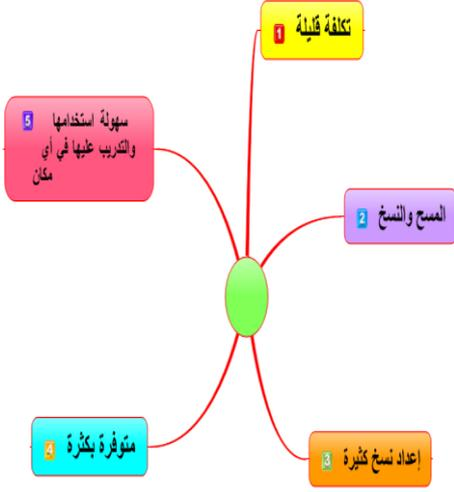 1 تكلفة قليلة
2 المسح والنسخ
3 إعداد نسخ كثيرة
4 متوفرة بكثرة
5 سهولة استخدامها
والتدريب عليها في أي
مكان